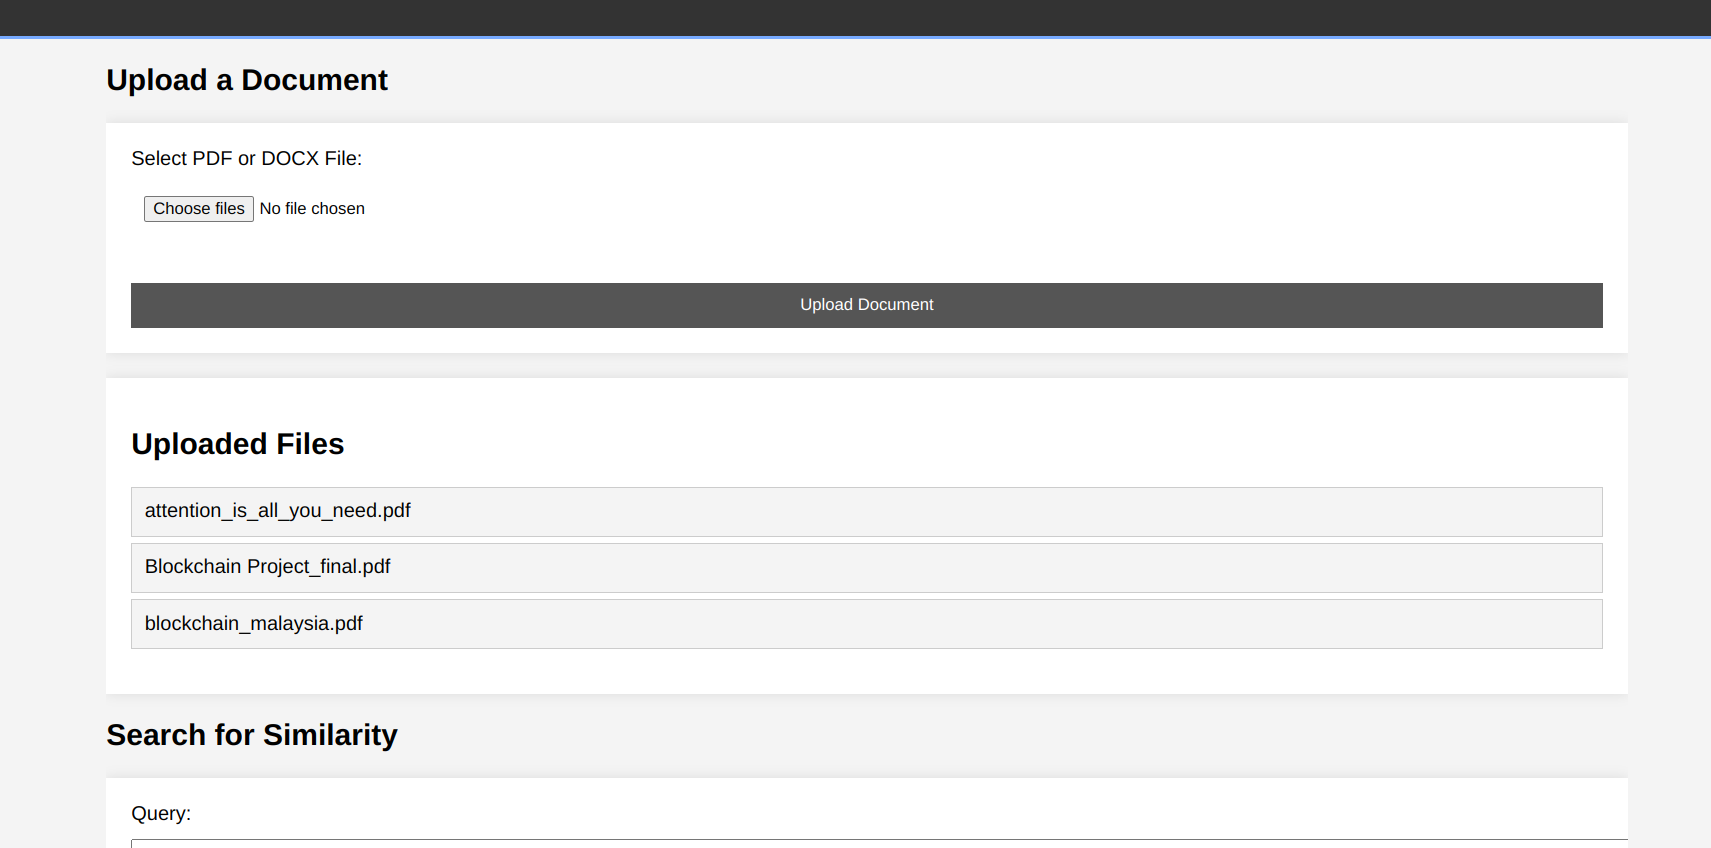 Upload a Document
Select PDF or DOCX File:
Choose files No file chosen
Upload Document
Uploaded Files
attention_is_all_you_need.pdf
Blockchain Project_final.pdf
blockchain_malaysia.pdf
Search for Similarity
Query: